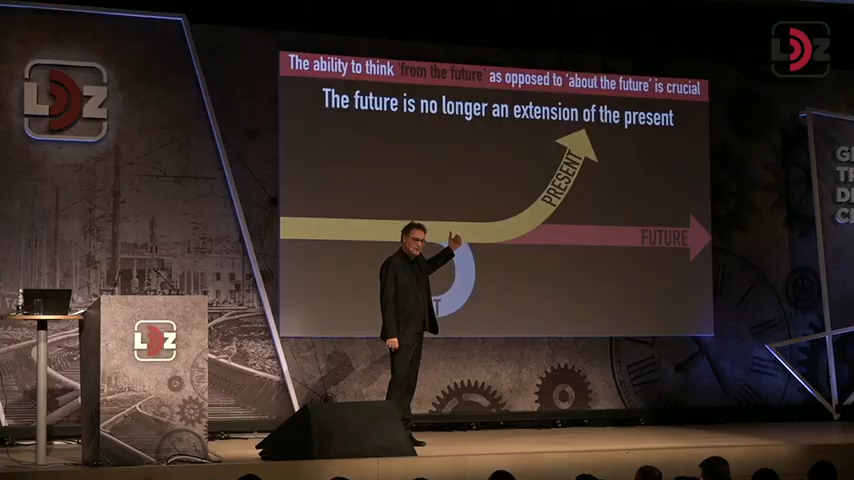 LDZ
LDZ
The ability to think 'from the future' as opposed to 'about the future' is crucial
The future is no longer an extension of the present
PRESENT
FUTURE
LDZ